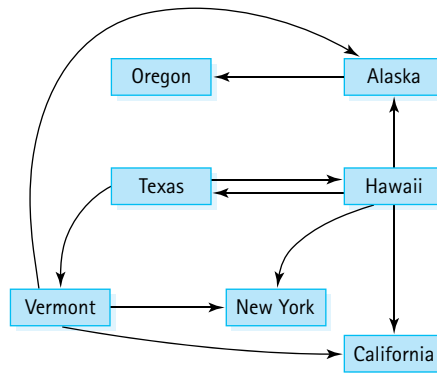 Oregon
Alaska
Texas
Hawaii
Vermont
New York
California